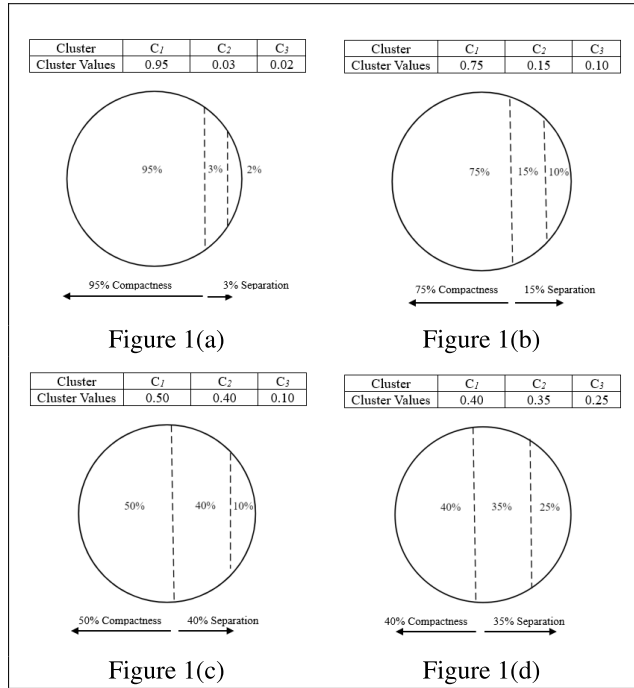 Cluster C1 C2 C3
Cluster Values 0.95 0.03 0.02
95% 3% 2%
95% Compactness 3% Separation
Figure 1(a)
Cluster C1 C2 C3
Cluster Values 0.75 0.15 0.10
75% 15% 10%
75% Compactness 15% Separation
Figure 1(b)
Cluster C1 C2 C3
Cluster Values 0.50 0.40 0.10
50% 40% 10%
50% Compactness 40% Separation
Figure 1(c)
Cluster C1 C2 C3
Cluster Values 0.40 0.35 0.25
40% 35% 25%
40% Compactness 35% Separation
Figure 1(d)